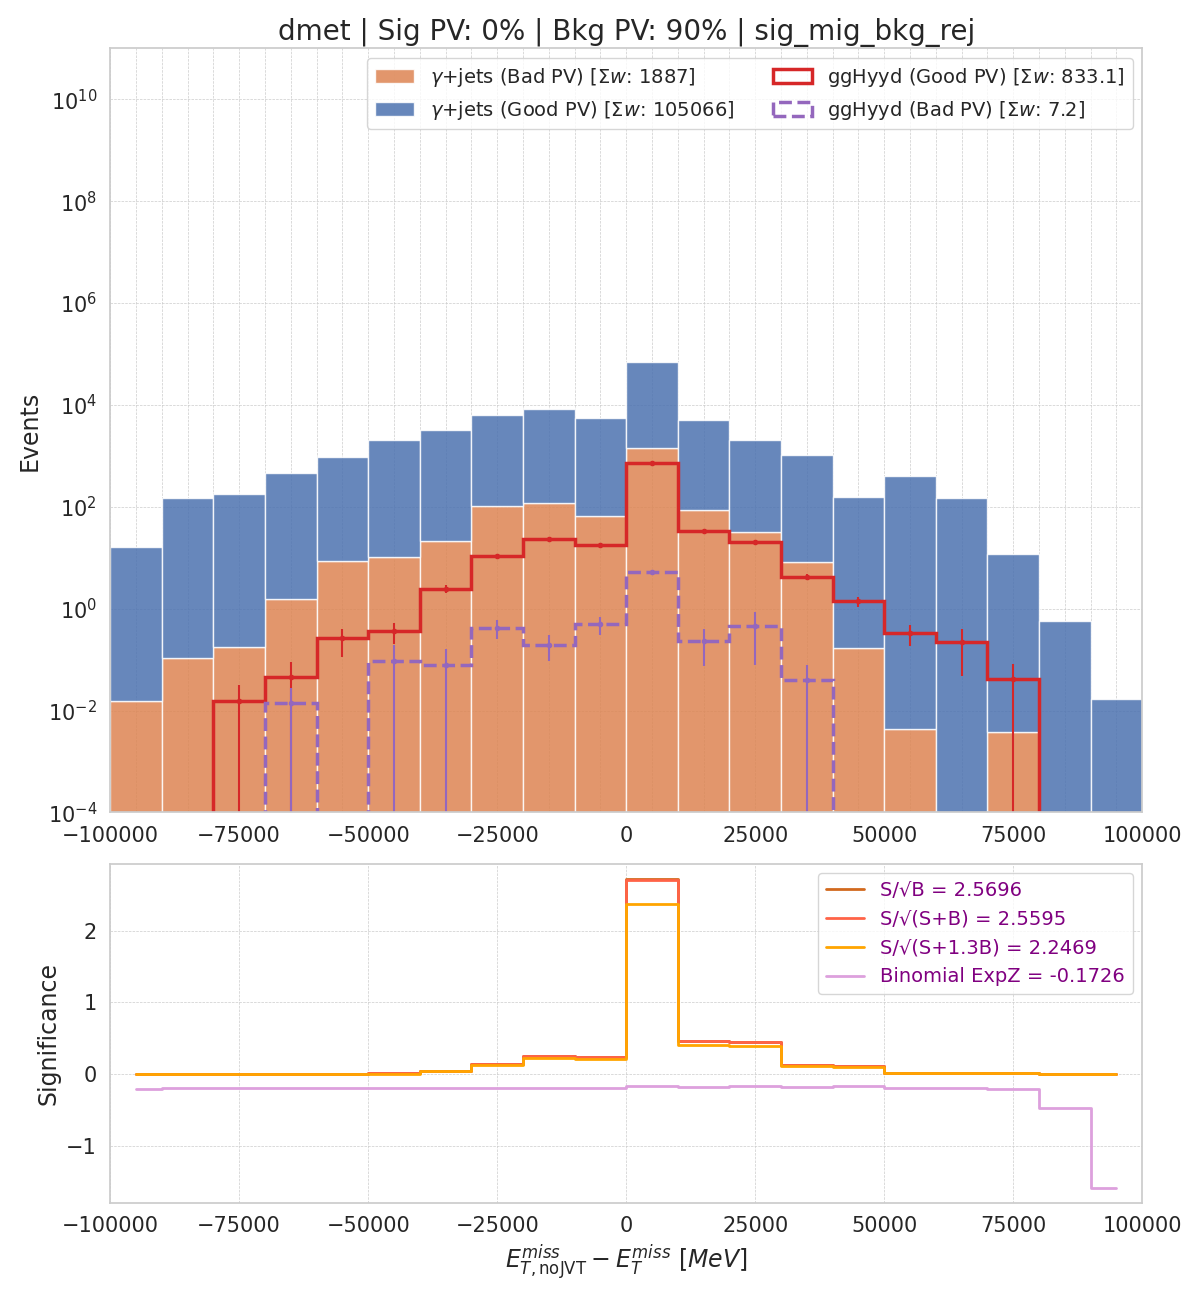 dmet | Sig PV: 0% | Bkg PV: 90% | sig_mig_bkg_rej
γ+jets (Bad PV) [Σw: 1887]
γ+jets (Good PV) [Σw: 105066]
ggHyyd (Good PV) [Σw: 833.1]
ggHyyd (Bad PV) [Σw: 7.2]
Events
10^10
10^8
10^6
10^4
10^2
10^0
10^−2
10^−4
−100000 −75000 −50000 −25000 0 25000 50000 75000 100000
S/√B = 2.5696
S/√(S+B) = 2.5595
S/√(S+1.3B) = 2.2469
Binomial ExpZ = -0.1726
Significance
2
1
0
−1
−100000 −75000 −50000 −25000 0 25000 50000 75000 100000
E_{T,noJVT}^{miss} − E_T^{miss} [MeV]